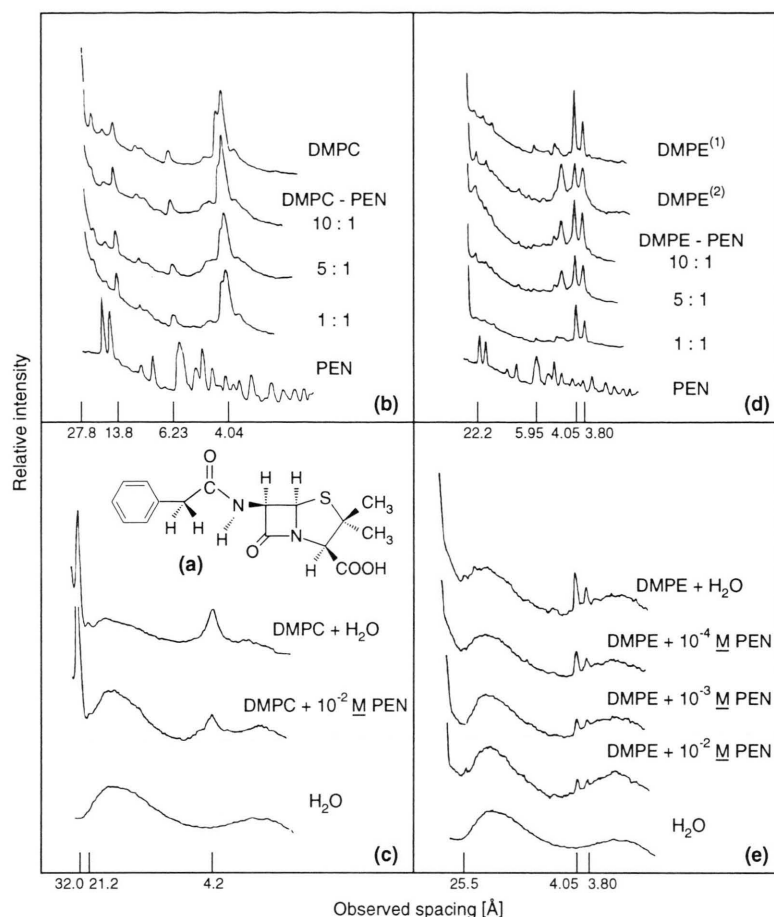 Relative intensity
DMPC
DMPC - PEN
10 : 1
5 : 1
1 : 1
PEN
(b)
27.8 13.8 6.23 4.04
DMPE(1)
DMPE(2)
DMPE - PEN
10 : 1
5 : 1
1 : 1
PEN
(d)
22.2 5.95 4.05 3.80
O
C
H H
N
H
H H
S
CH3
CH3
N
O
H COOH
(a)
DMPC + H2O
DMPC + 10-2 M PEN
H2O
(c)
32.0 21.2 4.2
DMPE + H2O
DMPE + 10-4 M PEN
DMPE + 10-3 M PEN
DMPE + 10-2 M PEN
H2O
(e)
25.5 4.05 3.80
Observed spacing [Å]